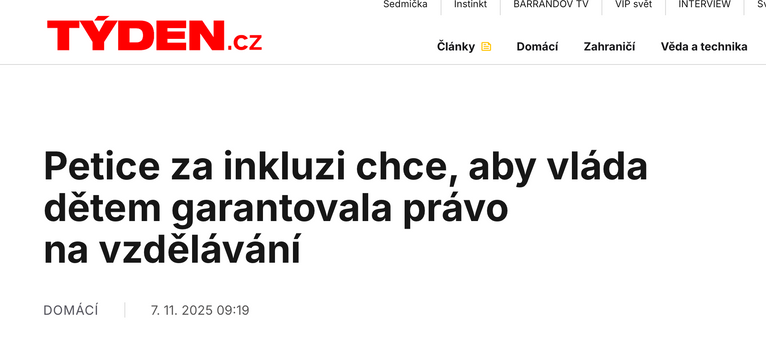 Sedmička Instinkt BARRANDOV TV VIP svět INTERVIEW
TÝDEN.cz
Články Domácí Zahraničí Věda a technika
Petice za inkluzi chce, aby vláda
dětem garantovala právo
na vzdělávání
DOMÁCÍ 7. 11. 2025 09:19